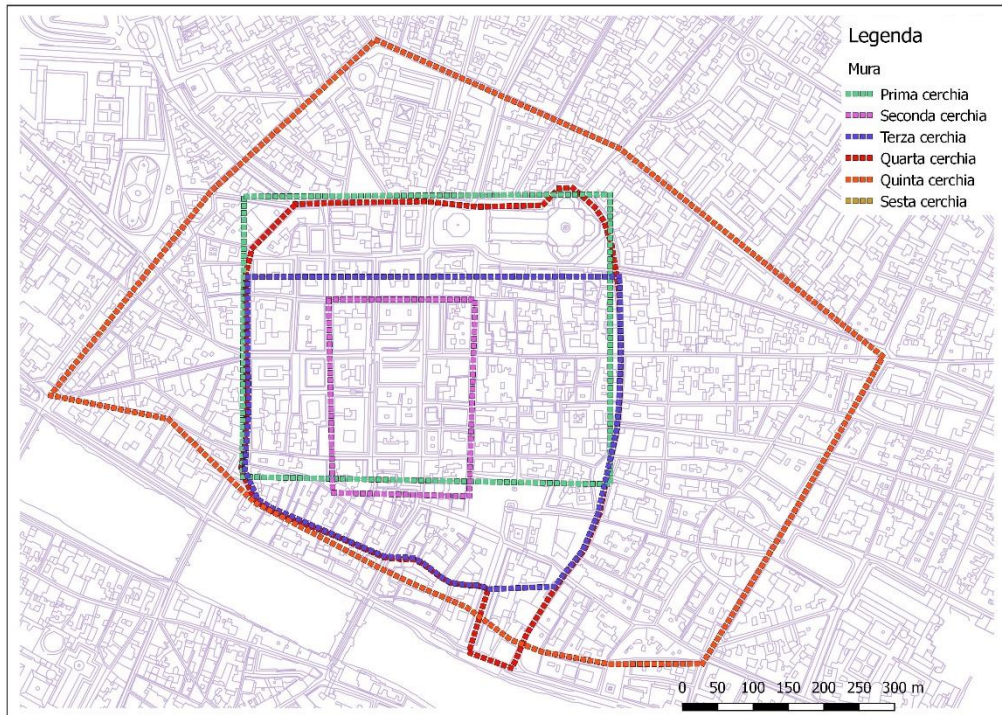 Legenda
Mura
Prima cerchia
Seconda cerchia
Terza cerchia
Quarta cerchia
Quinta cerchia
Sesta cerchia
0 50 100 150 200 250 300 m